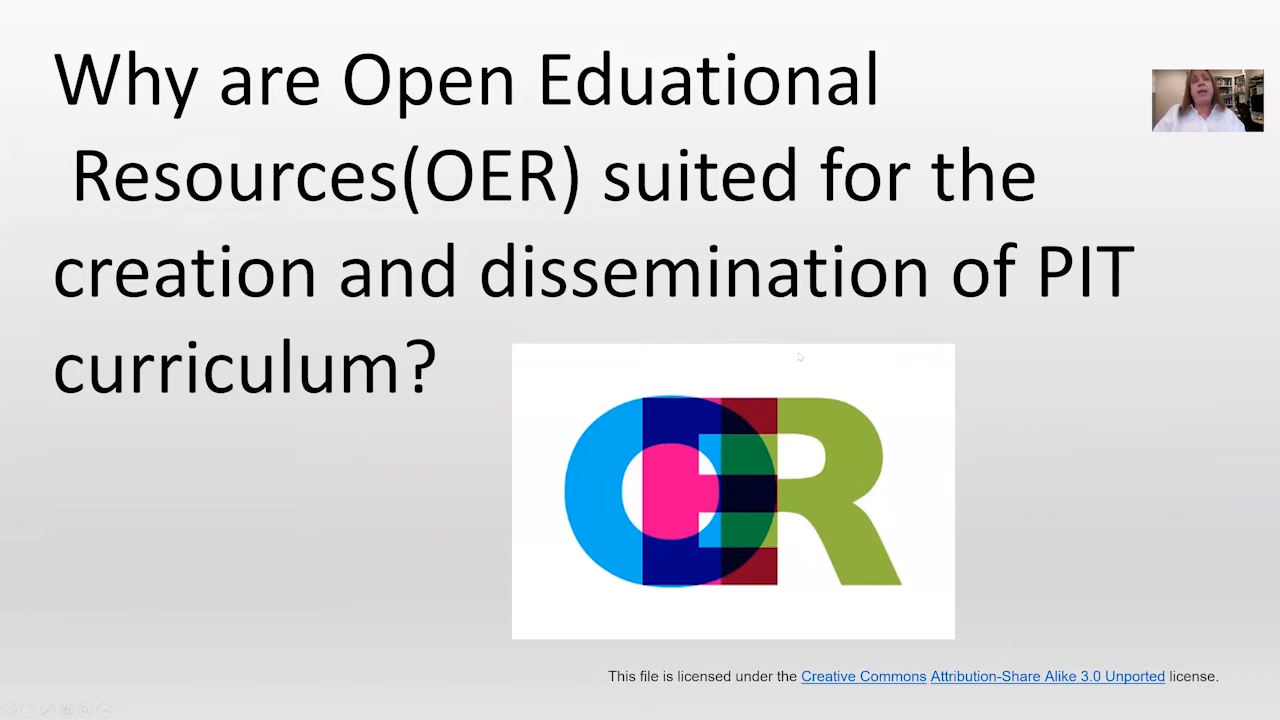 Why are Open Eduational
Resources(OER) suited for the
creation and dissemination of PIT
curriculum?
OER
This file is licensed under the Creative Commons Attribution-Share Alike 3.0 Unported license.